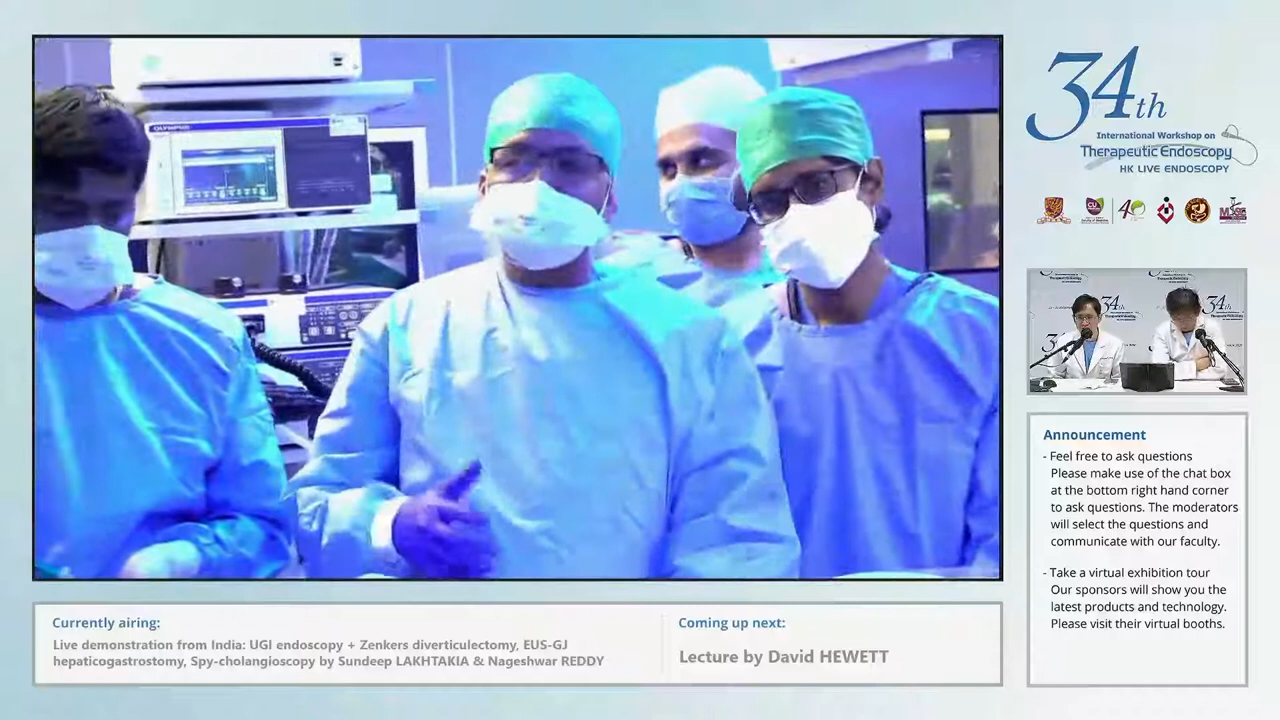 OLYMPUS
34th
International Workshop on
Therapeutic Endoscopy
HK LIVE ENDOSCOPY
34th
34th
Announcement
- Feel free to ask questions
Please make use of the chat box
at the bottom right hand corner
to ask questions. The moderators
will select the questions and
communicate with our faculty.
- Take a virtual exhibition tour
Our sponsors will show you the
latest products and technology.
Please visit their virtual booths.
Currently airing:
Live demonstration from India: UGI endoscopy + Zenkers diverticulectomy, EUS-GJ
hepaticogastrostomy, Spy-cholangioscopy by Sundeep LAKHTAKIA & Nageshwar REDDY
Coming up next:
Lecture by David HEWETT